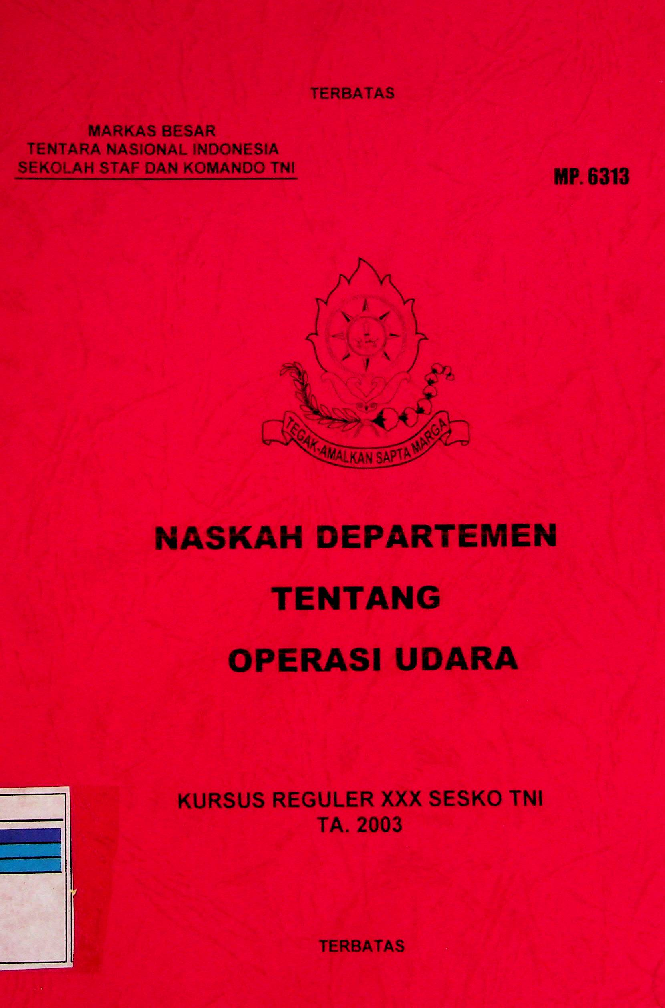 TERBATAS
MARKAS BESAR
TENTARA NASIONAL INDONESIA
SEKOLAH STAF DAN KOMANDO TNI
MP. 6313
TEGAK-AMALKAN SAPTA MARGA
NASKAH DEPARTEMEN
TENTANG
OPERASI UDARA
KURSUS REGULER XXX SESKO TNI
TA. 2003
TERBATAS